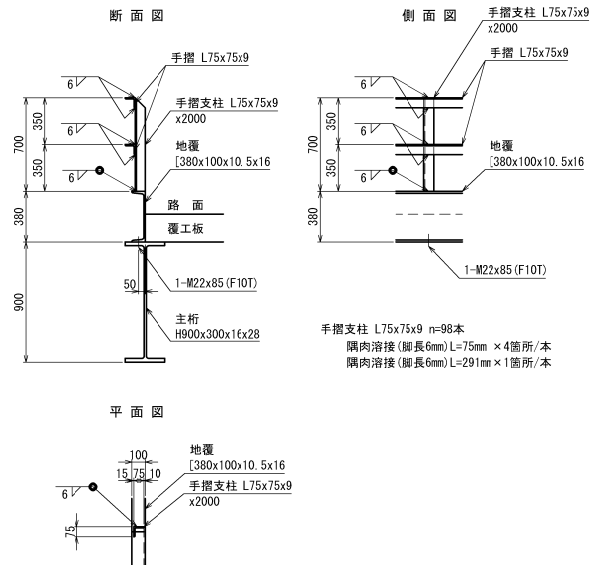 断面図
手摺 L75x75x9
6
手摺支柱 L75x75x9
x2000
350
700
6
350
地覆
[380x100x10.5x16
6
路 面
380
覆工板
50
1-M22x85(F10T)
900
主桁
H900x300x16x28
側面図
手摺支柱 L75x75x9
x2000
手摺 L75x75x9
6
350
700
6
350
地覆
[380x100x10.5x16
6
380
1-M22x85(F10T)
手摺支柱 L75x75x9 n=98本
隅肉溶接(脚長6mm)L=75mm ×4箇所/本
隅肉溶接(脚長6mm)L=291mm ×1箇所/本
平面図
100
15 75 10
地覆
[380x100x10.5x16
手摺支柱 L75x75x9
x2000
6
75